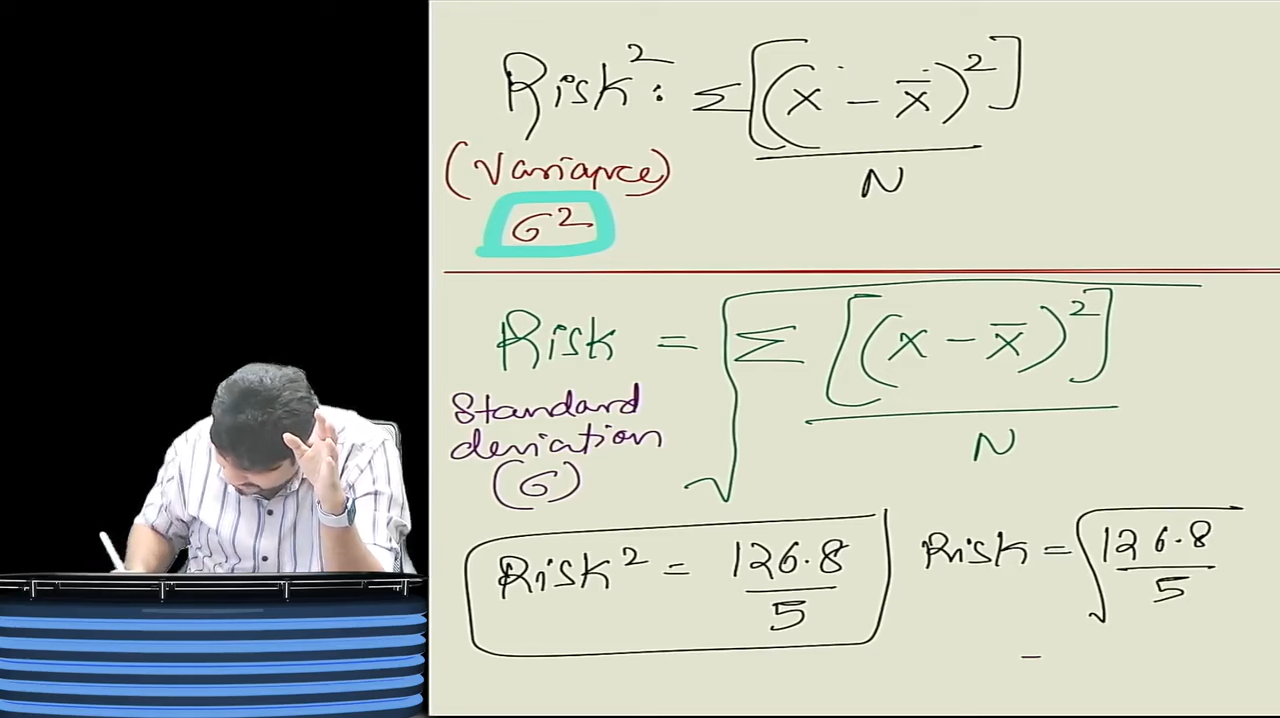 Risk²: Σ[(x - x̄)²]
N
(Variance)
σ²
Risk = √Σ[(x - x̄)²]
N
Standard
deviation
(σ)
Risk² = 126.8
5
Risk = √126.8
5